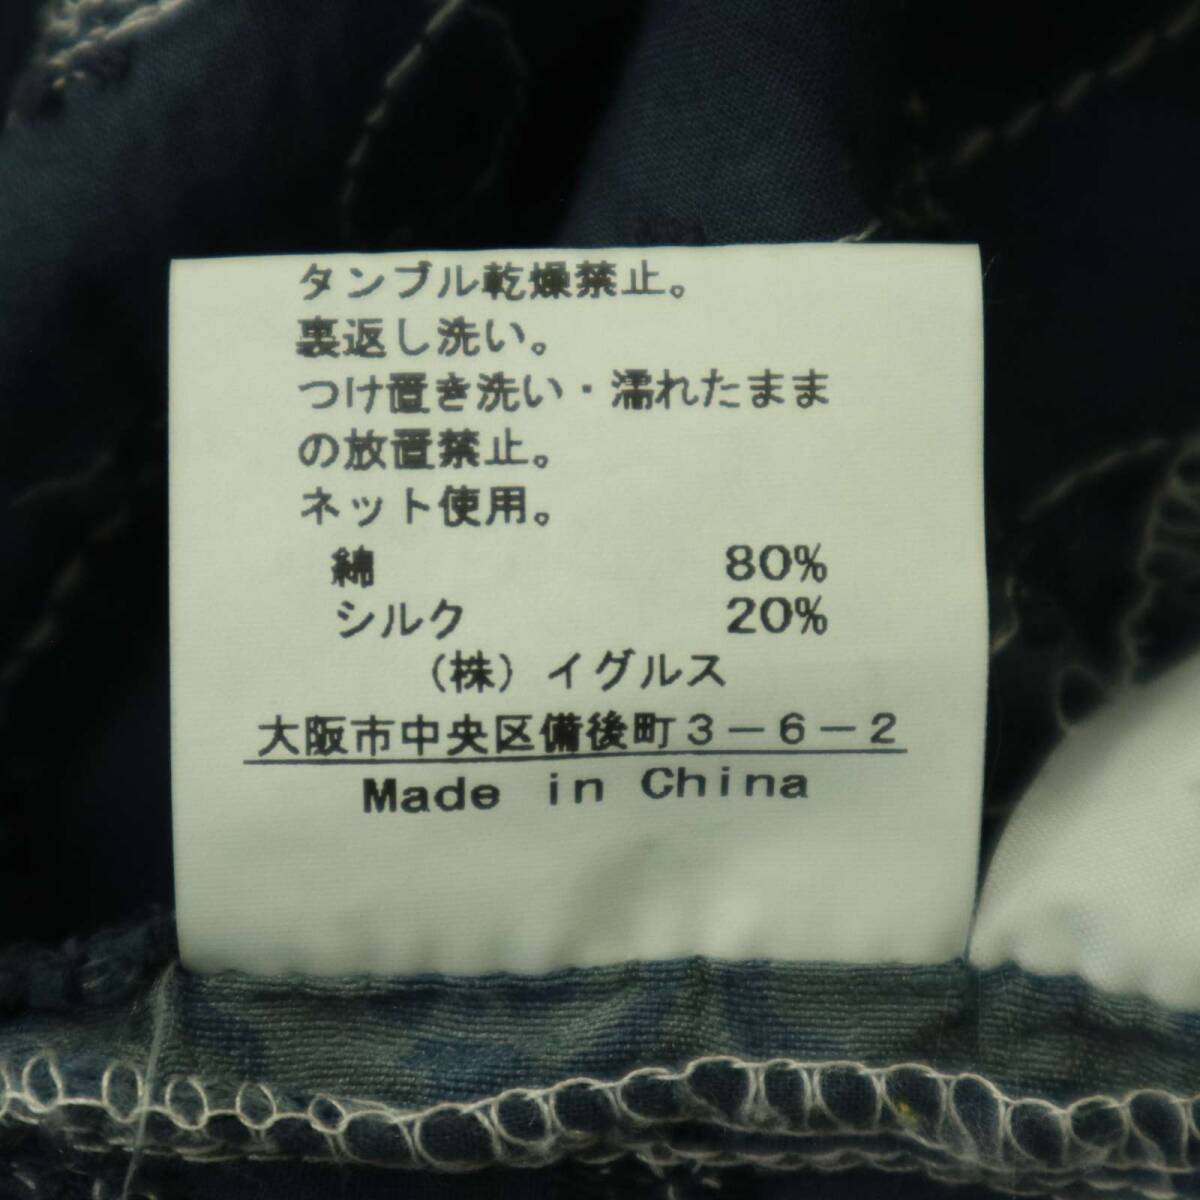 タンブル乾燥禁止。
裏返し洗い。
つけ置き洗い・濡れたまま
の放置禁止。
ネット使用。
綿 80%
シルク 20%
（株）イグルス
大阪市中央区備後町３－６－２
Made in China